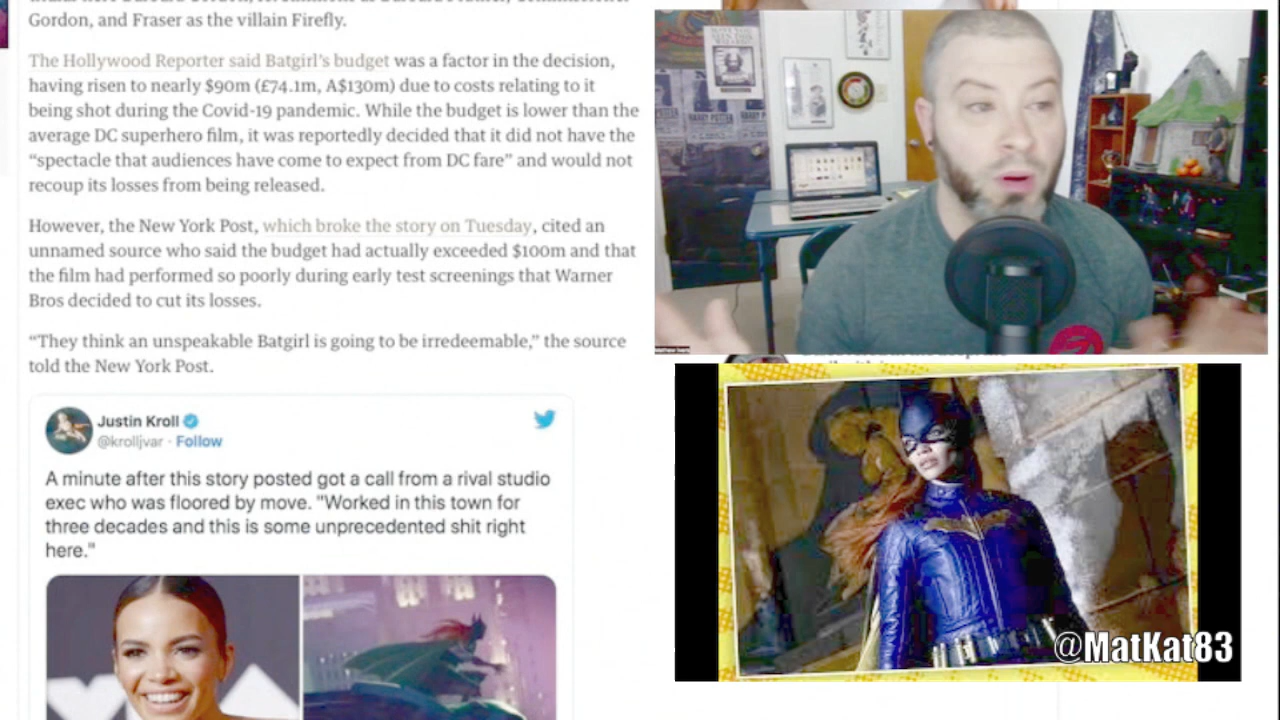 Gordon, and Fraser as the villain Firefly.
The Hollywood Reporter said Batgirl's budget was a factor in the decision,
having risen to nearly $90m (£74.1m, A$130m) due to costs relating to it
being shot during the Covid-19 pandemic. While the budget is lower than the
average DC superhero film, it was reportedly decided that it did not have the
“spectacle that audiences have come to expect from DC fare” and would not
recoup its losses from being released.
However, the New York Post, which broke the story on Tuesday, cited an
unnamed source who said the budget had actually exceeded $100m and that
the film had performed so poorly during early test screenings that Warner
Bros decided to cut its losses.
“They think an unspeakable Batgirl is going to be irredeemable,” the source
told the New York Post.
Justin Kroll
@krolljvar · Follow
A minute after this story posted got a call from a rival studio
exec who was floored by move. "Worked in this town for
three decades and this is some unprecedented shit right
here."
HARRY POTTER
@MatKat83